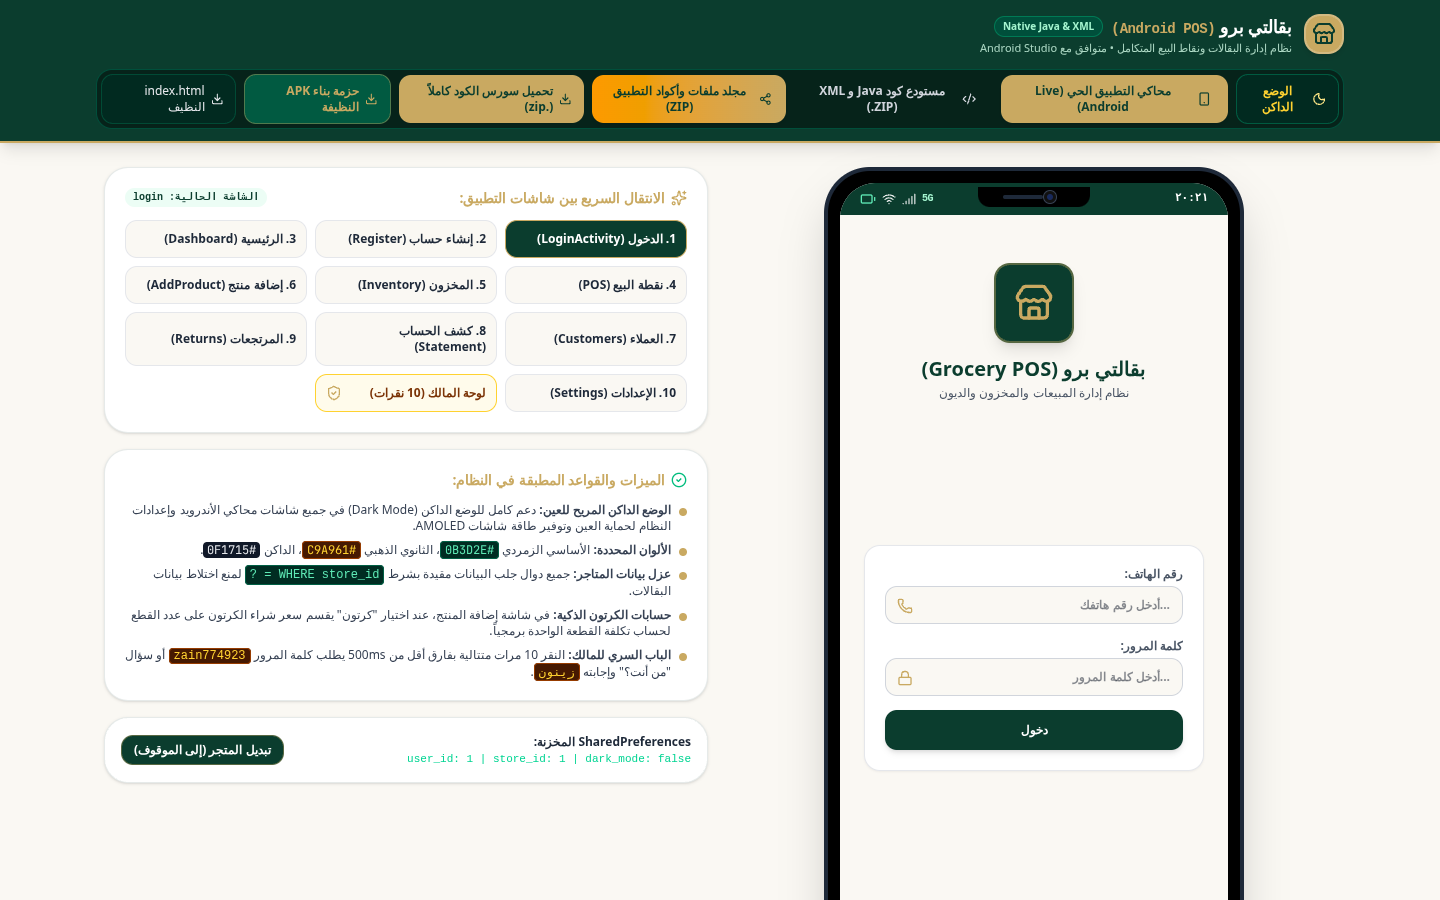 بقالتي برو (Android POS) Native Java & XML
نظام إدارة البقالات ونقاط البيع المتكامل • متوافق مع Android Studio
الوضع
الداكن
محاكي التطبيق الحي (Live
Android)
مستودع كود Java و XML
(ZIP.)
مجلد ملفات وأكواد التطبيق
(ZIP)
تحميل سورس الكود كاملاً
(.zip)
حزمة بناء APK
النظيفة
index.html
النظيف
٢٠:٢١
5G
بقالتي برو (Grocery POS)
نظام إدارة المبيعات والمخزون والديون
رقم الهاتف:
أدخل رقم هاتفك...
كلمة المرور:
أدخل كلمة المرور...
دخول
الانتقال السريع بين شاشات التطبيق:
الشاشة الحالية: login
1. الدخول (LoginActivity)
2. إنشاء حساب (Register)
3. الرئيسية (Dashboard)
4. نقطة البيع (POS)
5. المخزون (Inventory)
6. إضافة منتج (AddProduct)
7. العملاء (Customers)
8. كشف الحساب
(Statement)
9. المرتجعات (Returns)
10. الإعدادات (Settings)
لوحة المالك (10 نقرات)
الميزات والقواعد المطبقة في النظام:
الوضع الداكن المريح للعين: دعم كامل للوضع الداكن (Dark Mode) في جميع شاشات محاكي الأندرويد وإعدادات
النظام لحماية العين وتوفير طاقة شاشات AMOLED.
الألوان المحددة: الأساسي الزمردي #0B3D2E، الثانوي الذهبي #C9A961، الداكن #0F1715.
عزل بيانات المتاجر: جميع دوال جلب البيانات مقيدة بشرط WHERE store_id = ? لمنع اختلاط بيانات
البقالات.
حسابات الكرتون الذكية: في شاشة إضافة المنتج، عند اختيار "كرتون" يقسم سعر شراء الكرتون على عدد القطع
لحساب تكلفة القطعة الواحدة برمجياً.
الباب السري للمالك: النقر 10 مرات متتالية بفارق أقل من 500ms يطلب كلمة المرور zain774923 أو سؤال
"من أنت؟" وإجابته زينون.
SharedPreferences المخزنة:
user_id: 1 | store_id: 1 | dark_mode: false
تبديل المتجر (إلى الموقوف)